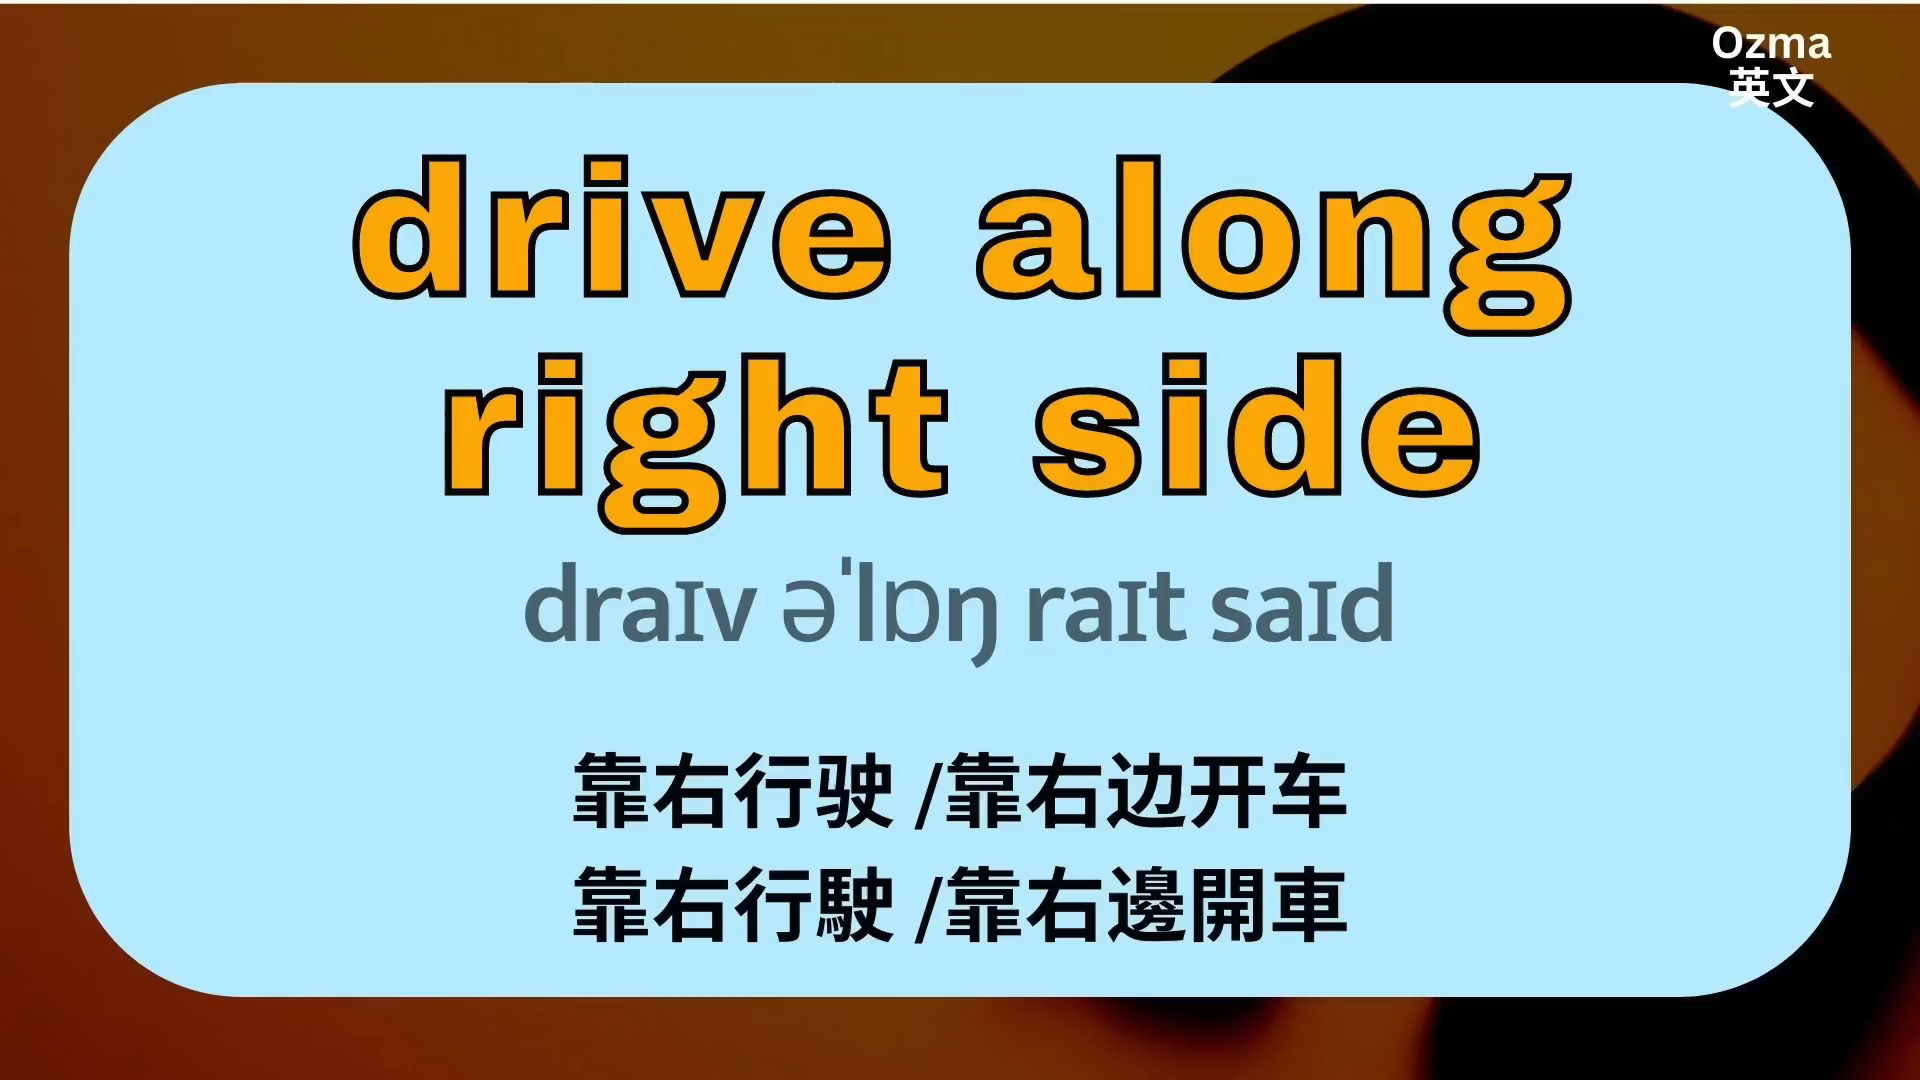 Ozma
英文
drive along
right side
draɪv əˈlɒŋ raɪt saɪd
靠右行驶 /靠右边开车
靠右行駛 /靠右邊開車